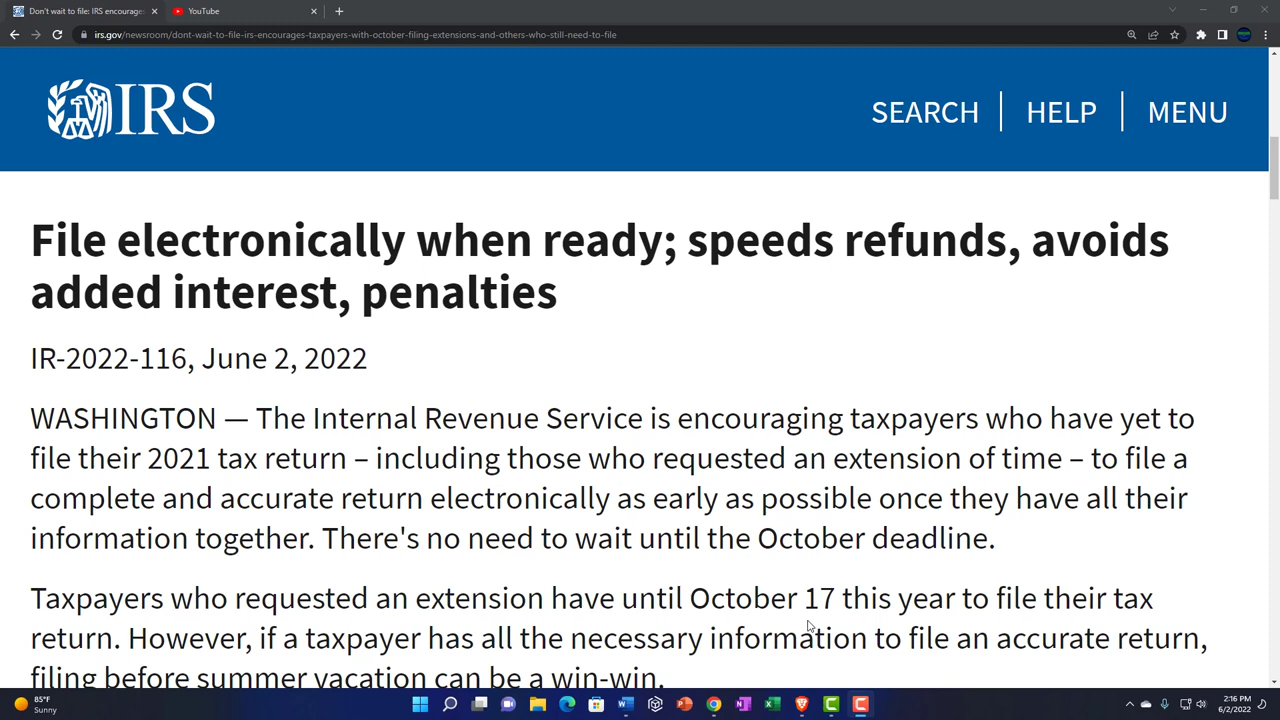 Don't wait to file: IRS encourages
YouTube
irs.gov/newsroom/dont-wait-to-file-irs-encourages-taxpayers-with-october-filing-extensions-and-others-who-still-need-to-file
IRS
SEARCH
HELP
MENU
File electronically when ready; speeds refunds, avoids
added interest, penalties
IR-2022-116, June 2, 2022
WASHINGTON — The Internal Revenue Service is encouraging taxpayers who have yet to
file their 2021 tax return – including those who requested an extension of time – to file a
complete and accurate return electronically as early as possible once they have all their
information together. There's no need to wait until the October deadline.
Taxpayers who requested an extension have until October 17 this year to file their tax
return. However, if a taxpayer has all the necessary information to file an accurate return,
filing before summer vacation can be a win-win.
85°F
Sunny
2:16 PM
6/2/2022